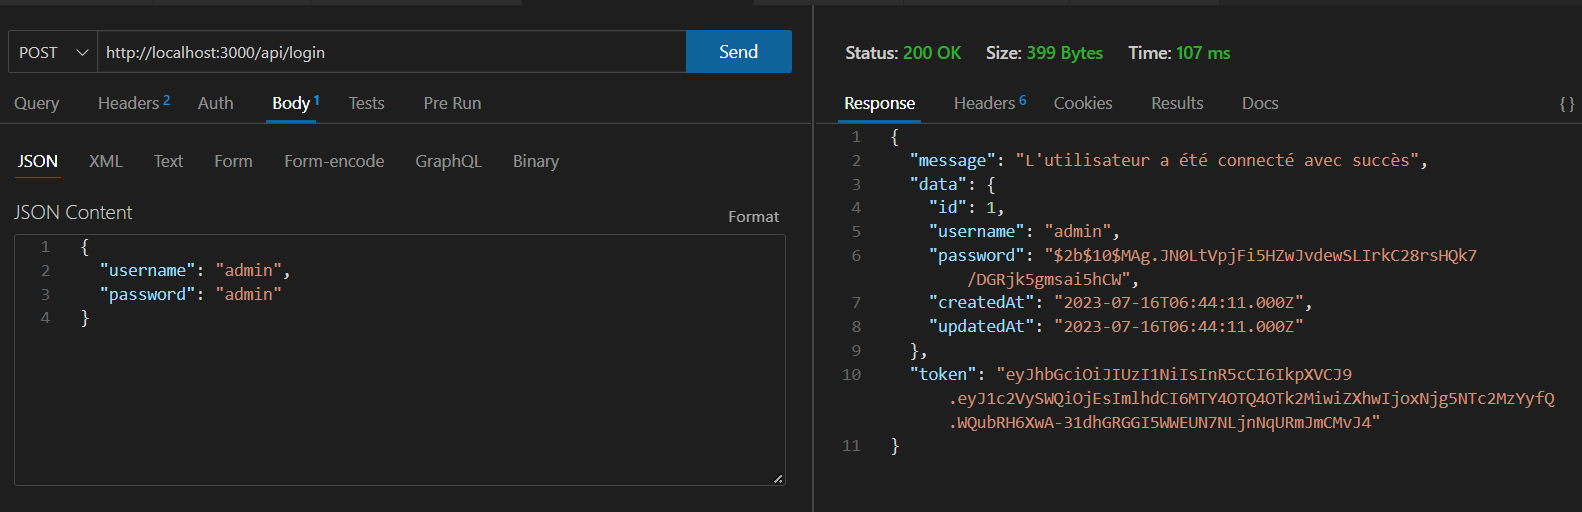 POST http://localhost:3000/api/login Send
Query Headers 2 Auth Body 1 Tests Pre Run
JSON XML Text Form Form-encode GraphQL Binary
JSON Content
Format
1 {
2 "username": "admin",
3 "password": "admin"
4 }
Status: 200 OK Size: 399 Bytes Time: 107 ms
Response Headers 6 Cookies Results Docs {}
1 {
2 "message": "L'utilisateur a été connecté avec succès",
3 "data": {
4 "id": 1,
5 "username": "admin",
6 "password": "$2b$10$MAg.JN0LtVpjFi5HZwJvdewSLIrkC28rsHQk7
/DGRjk5gmsai5hCW",
7 "createdAt": "2023-07-16T06:44:11.000Z",
8 "updatedAt": "2023-07-16T06:44:11.000Z"
9 },
10 "token": "eyJhbGciOiJIUzI1NiIsInR5cCI6IkpXVCJ9
.eyJ1c2VySWQiOjEsImlhdCI6MTY4OTQ4OTk2MiwiZXhwIjoxNjg5NTc2MzYyfQ
.WQubRH6XwA-31dhGRGGI5WWEUN7NLjnNqURmJmCMvJ4"
11 }